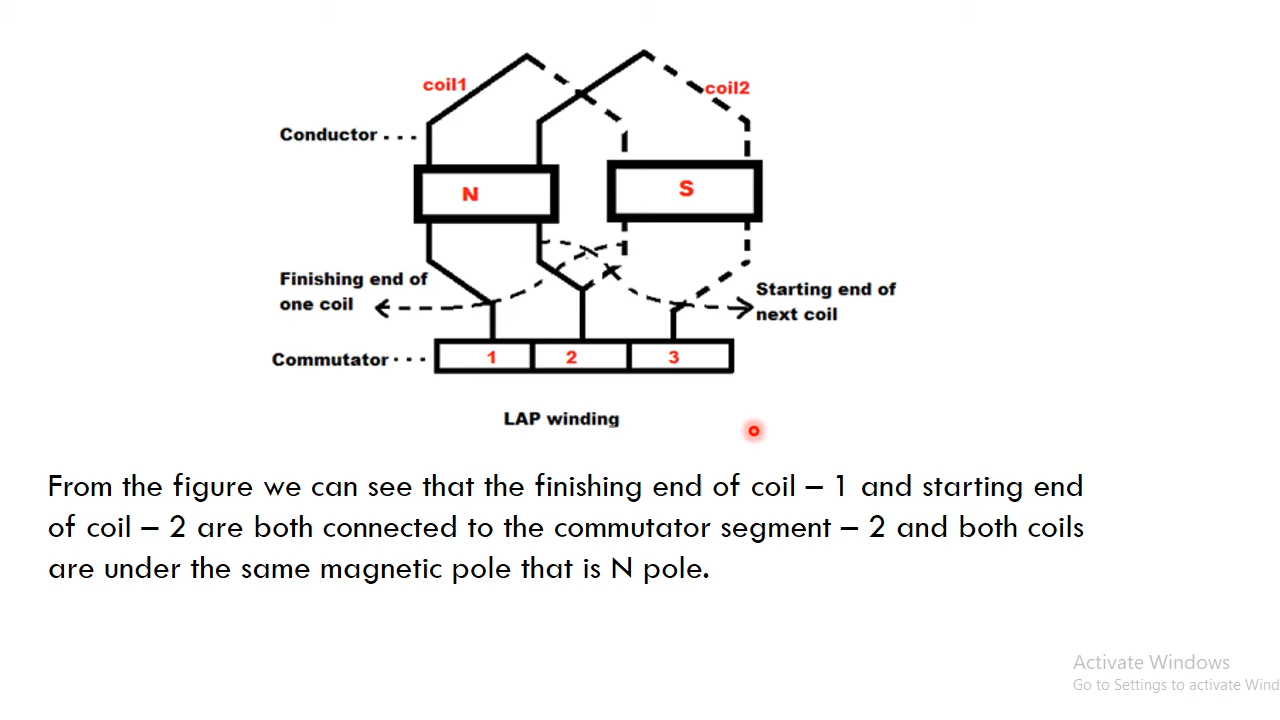 coil1
coil2
Conductor ...
N
S
Finishing end of
one coil
Starting end of
next coil
Commutator ...
1
2
3
LAP winding
From the figure we can see that the finishing end of coil – 1 and starting end
of coil – 2 are both connected to the commutator segment – 2 and both coils
are under the same magnetic pole that is N pole.
Activate Windows
Go to Settings to activate Wind